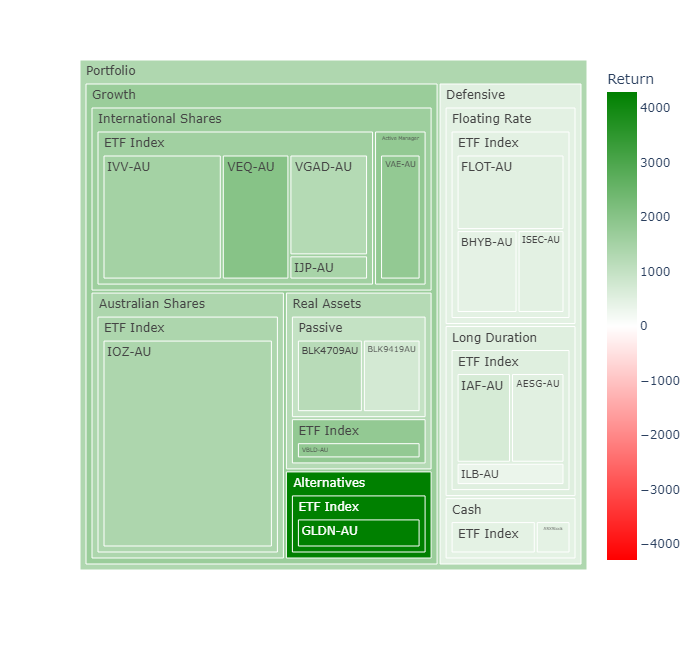 Portfolio
Growth
International Shares
ETF Index
IVV-AU
VEQ-AU
VGAD-AU
IJP-AU
Active Manager
VAE-AU
Australian Shares
ETF Index
IOZ-AU
Real Assets
Passive
BLK4709AU
BLK9419AU
ETF Index
VBLD-AU
Alternatives
ETF Index
GLDN-AU
Defensive
Floating Rate
ETF Index
FLOT-AU
BHYB-AU
ISEC-AU
Long Duration
ETF Index
IAF-AU
AESG-AU
ILB-AU
Cash
ETF Index
Return
4000
3000
2000
1000
0
−1000
−2000
−3000
−4000